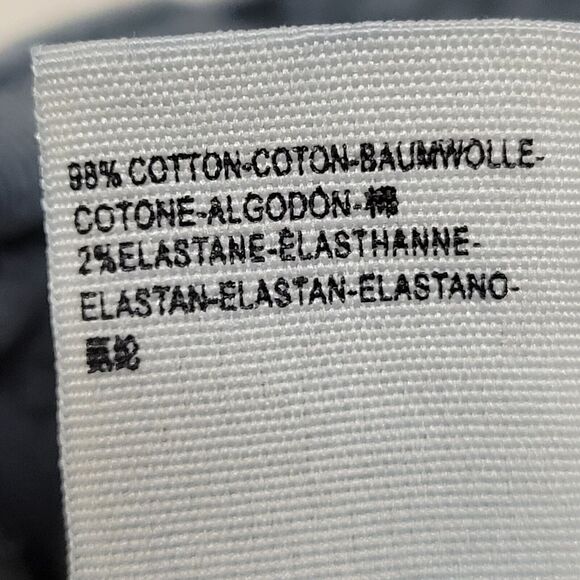 98% COTTON-COTON-BAUMWOLLE-
COTONE-ALGODÓN-棉
2%ELASTANE-ÉLASTHANNE-
ELASTAN-ELASTAN-ELASTANO-
氨纶